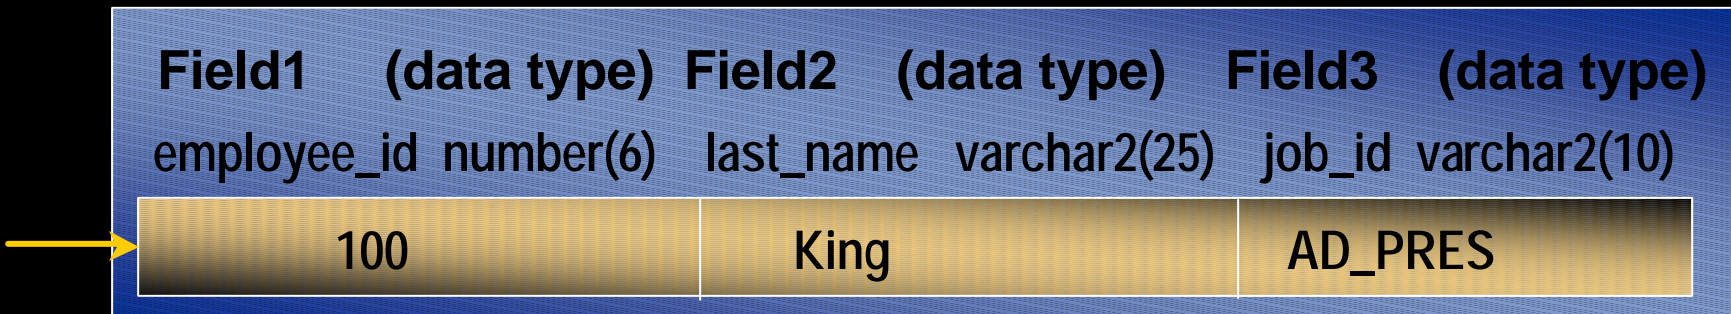 Field1 (data type) Field2 (data type) Field3 (data type)
employee_id number(6) last_name varchar2(25) job_id varchar2(10)
100 King AD_PRES